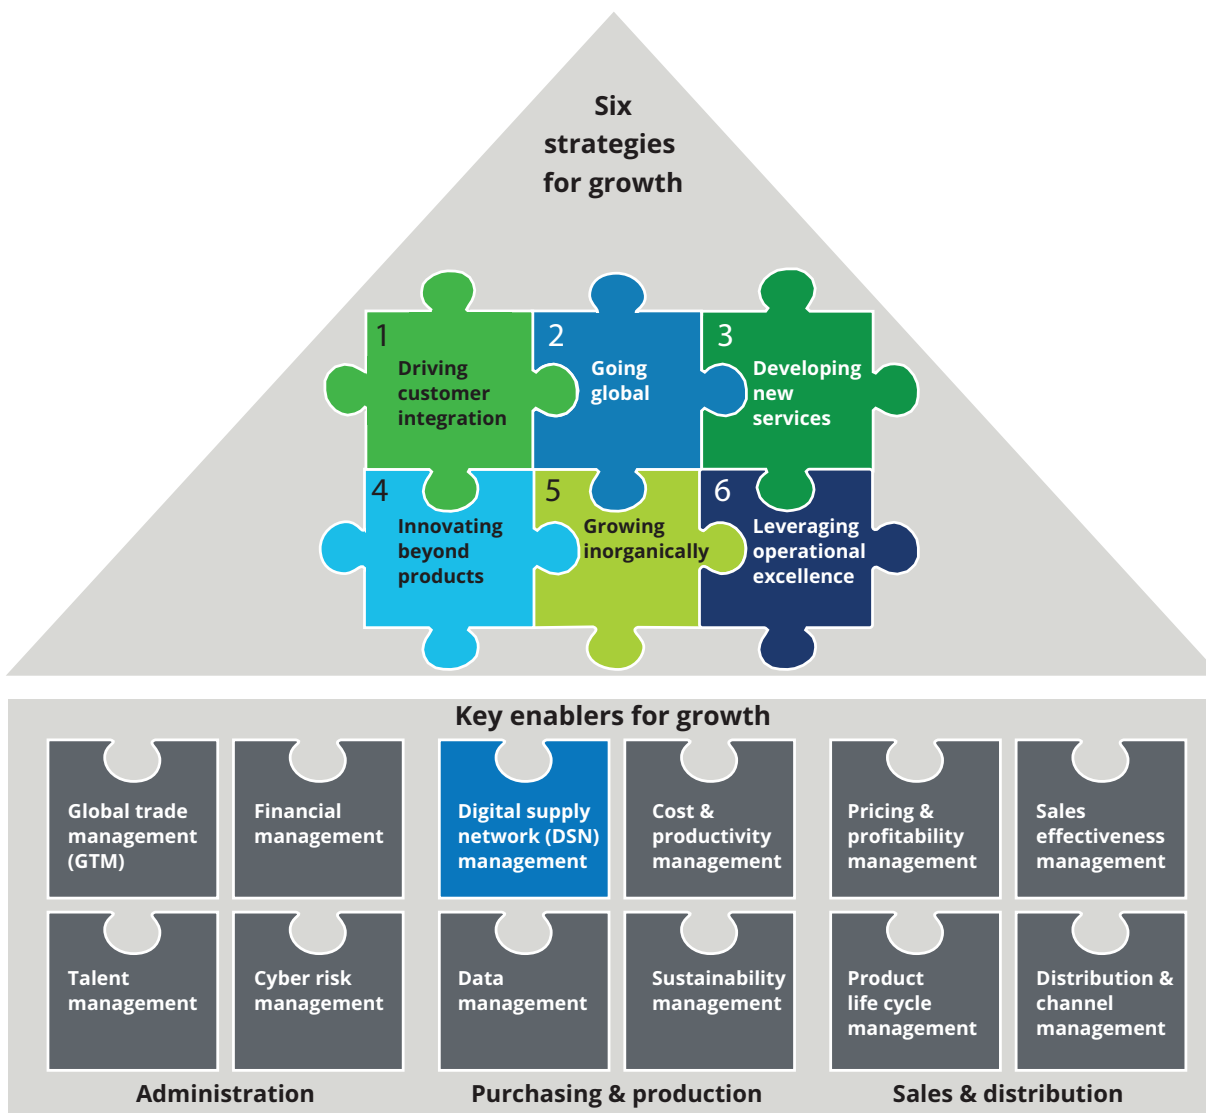 Six
strategies
for growth
1
Driving
customer
integration
2
Going
global
3
Developing
new
services
4
Innovating
beyond
products
5
Growing
inorganically
6
Leveraging
operational
excellence
Key enablers for growth
Global trade
management
(GTM)
Financial
management
Digital supply
network (DSN)
management
Cost &
productivity
management
Pricing &
profitability
management
Sales
effectiveness
management
Talent
management
Cyber risk
management
Data
management
Sustainability
management
Product
life cycle
management
Distribution &
channel
management
Administration
Purchasing & production
Sales & distribution